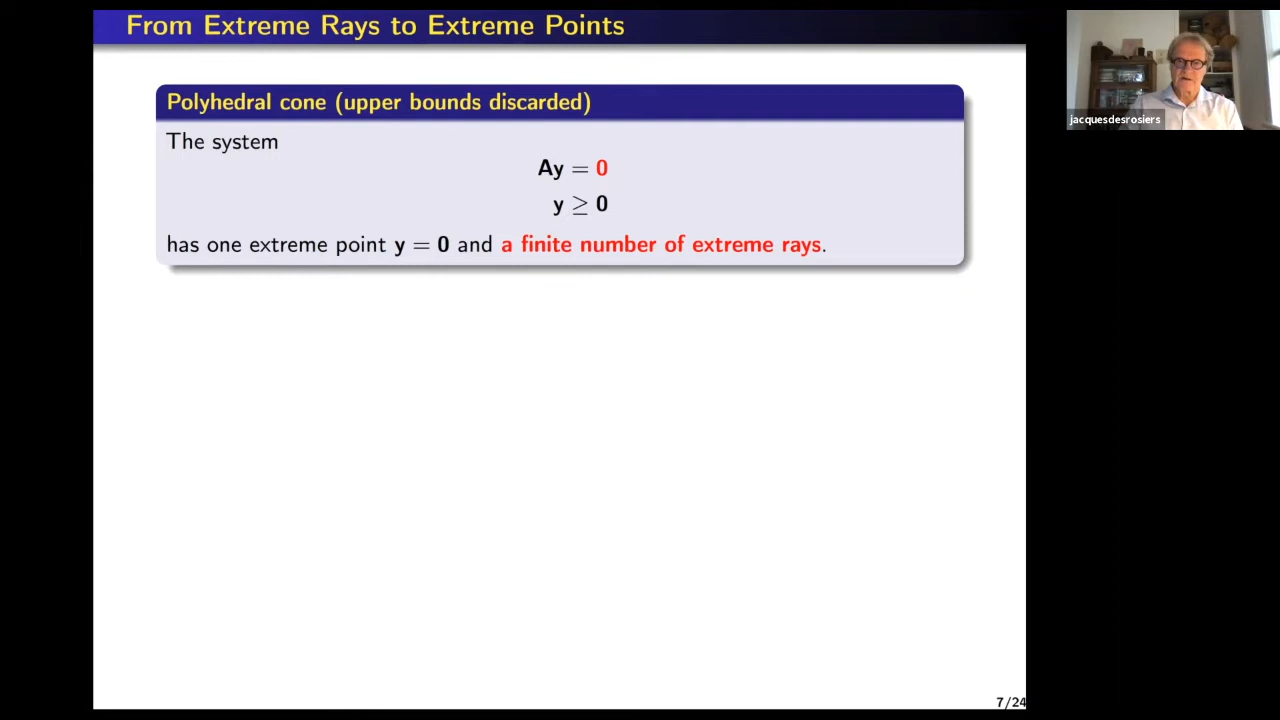 From Extreme Rays to Extreme Points
Polyhedral cone (upper bounds discarded)
The system
Ay = 0
y ≥ 0
has one extreme point y = 0 and a finite number of extreme rays.
jacquesdesrosiers
7/24